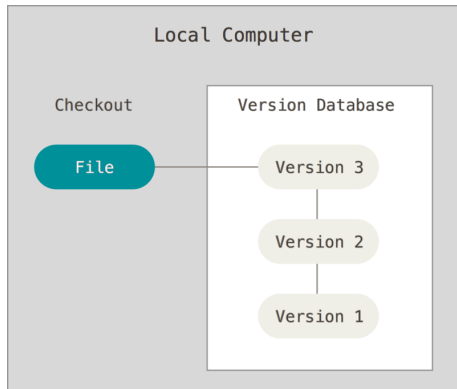 Local Computer
Checkout
Version Database
File
Version 3
Version 2
Version 1